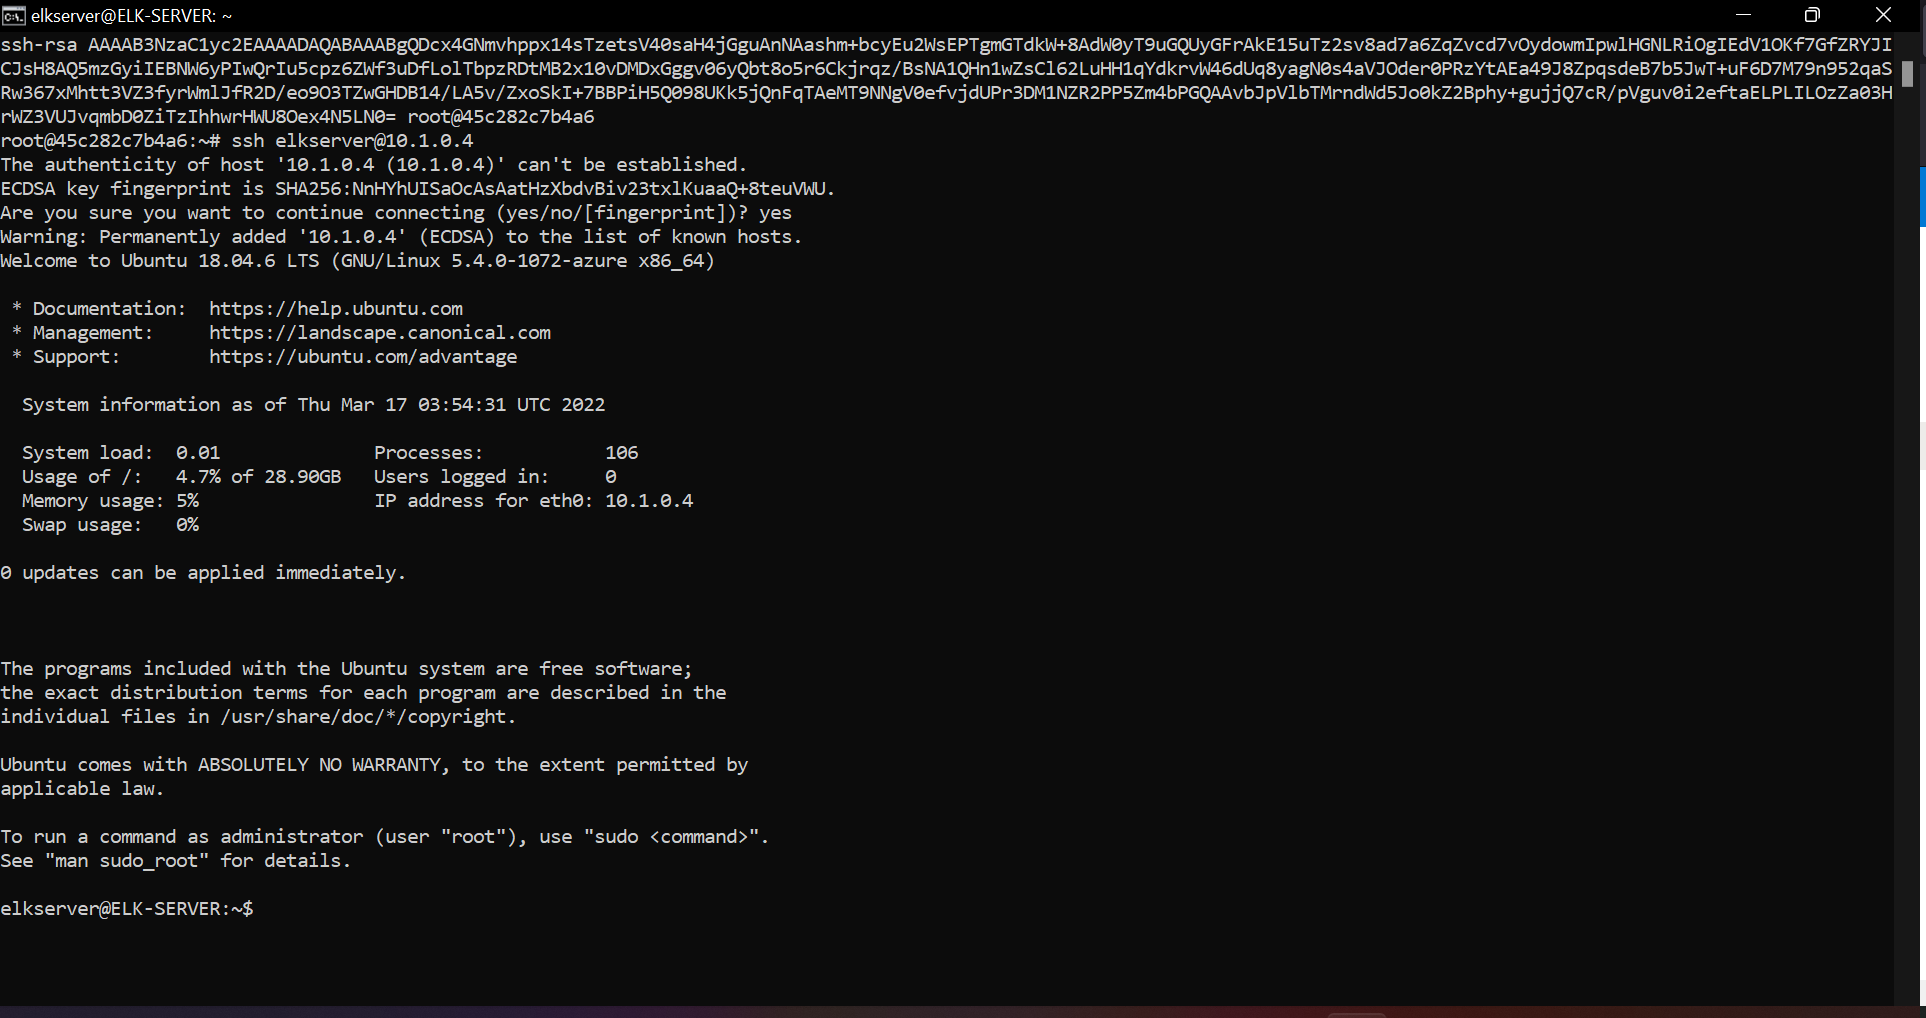 elkserver@ELK-SERVER: ~
ssh-rsa AAAAB3NzaC1yc2EAAAADAQABAAABgQDcx4GNmvhppx14sTzetsV40saH4jGguAnNAashm+bcyEu2WsEPTgmGTdkW+8AdW0yT9uGQUyGFrAkE15uTz2sv8ad7a6ZqZvcd7vOydowmIpwlHGNLRiOgIEdV1OKf7GfZRYJI
CJsH8AQ5mzGyiIEBNW6yPIwQrIu5cpz6ZWf3uDfLolTbpzRDtMB2x10vDMDxGggv06yQbt8o5r6Ckjrqz/BsNA1QHn1wZsCl62LuHH1qYdkrvW46dUq8yagN0s4aVJOder0PRzYtAEa49J8ZpqsdeB7b5JwT+uF6D7M79n952qaS
Rw367xMhtt3VZ3fyrWmlJfR2D/eo9O3TZwGHDB14/LA5v/ZxoSkI+7BBPiH5Q098UKk5jQnFqTAeMT9NNgV0efvjdUPr3DM1NZR2PP5Zm4bPGQAAvbJpVlbTMrndWd5Jo0kZ2Bphy+gujjQ7cR/pVguv0i2eftaELPLILOzZa03H
rWZ3VUJvqmbD0ZiTzIhhwrHWU8Oex4N5LN0= root@45c282c7b4a6
root@45c282c7b4a6:~# ssh elkserver@10.1.0.4
The authenticity of host '10.1.0.4 (10.1.0.4)' can't be established.
ECDSA key fingerprint is SHA256:NnHYhUISaOcAsAatHzXbdvBiv23txlKuaaQ+8teuVWU.
Are you sure you want to continue connecting (yes/no/[fingerprint])? yes
Warning: Permanently added '10.1.0.4' (ECDSA) to the list of known hosts.
Welcome to Ubuntu 18.04.6 LTS (GNU/Linux 5.4.0-1072-azure x86_64)
* Documentation:  https://help.ubuntu.com
* Management:     https://landscape.canonical.com
* Support:        https://ubuntu.com/advantage
System information as of Thu Mar 17 03:54:31 UTC 2022
System load:  0.01              Processes:           106
Usage of /:   4.7% of 28.90GB   Users logged in:     0
Memory usage: 5%                IP address for eth0: 10.1.0.4
Swap usage:   0%
0 updates can be applied immediately.
The programs included with the Ubuntu system are free software;
the exact distribution terms for each program are described in the
individual files in /usr/share/doc/*/copyright.
Ubuntu comes with ABSOLUTELY NO WARRANTY, to the extent permitted by
applicable law.
To run a command as administrator (user "root"), use "sudo <command>".
See "man sudo_root" for details.
elkserver@ELK-SERVER:~$